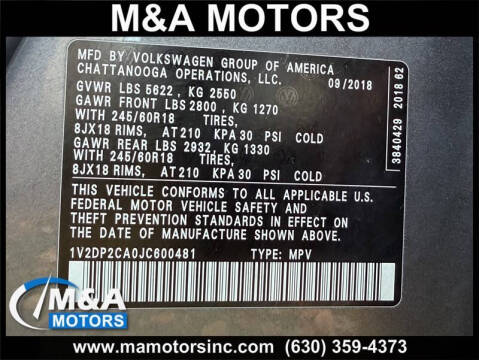 M&A MOTORS
MFD BY VOLKSWAGEN GROUP OF AMERICA
CHATTANOOGA OPERATIONS, LLC. 09/2018
GVWR LBS 5622 , KG 2550
GAWR FRONT LBS 2800 , KG 1270
WITH 245/60R18 TIRES,
8JX18 RIMS, AT 210 KPA 30 PSI COLD
GAWR REAR LBS 2932, KG 1330
WITH 245/60R18 TIRES,
8JX18 RIMS, AT 210 KPA 30 PSI COLD
THIS VEHICLE CONFORMS TO ALL APPLICABLE U.S.
FEDERAL MOTOR VEHICLE SAFETY AND
THEFT PREVENTION STANDARDS IN EFFECT ON
THE DATE OF MANUFACTURE SHOWN ABOVE.
1V2DP2CA0JC600481 TYPE: MPV
3840429 2018 62
M&A
MOTORS
www.mamotorsinc.com (630) 359-4373